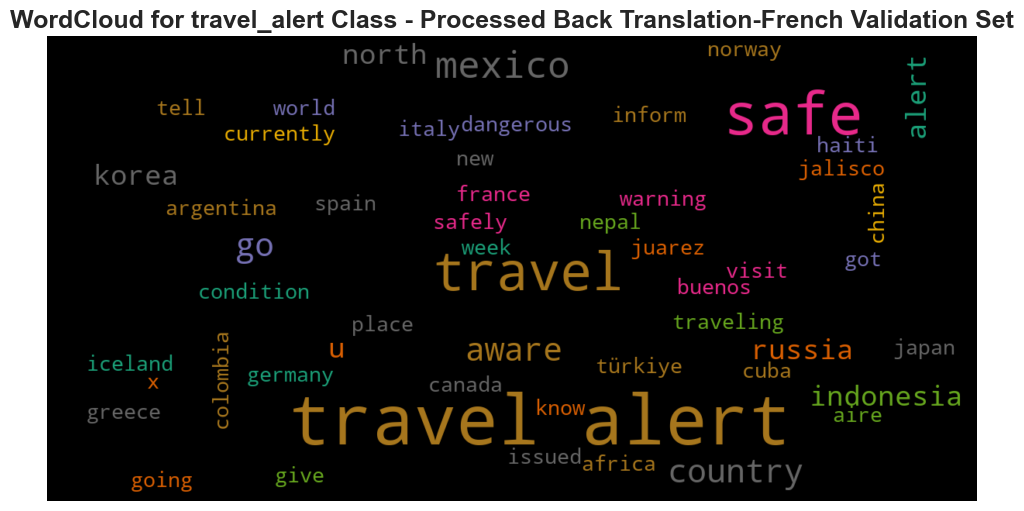 WordCloud for travel_alert Class - Processed Back Translation-French Validation Set
north
mexico
norway
alert
tell
world
safe
currently
italy
dangerous
inform
haiti
new
jalisco
korea
france
warning
china
argentina
spain
safely
nepal
go
week
juarez
got
travel
visit
buenos
condition
place
traveling
colombia
u
aware
russia
japan
iceland
türkiye
cuba
x
germany
canada
indonesia
greece
travel alert
know
aire
issued
africa
country
going
give